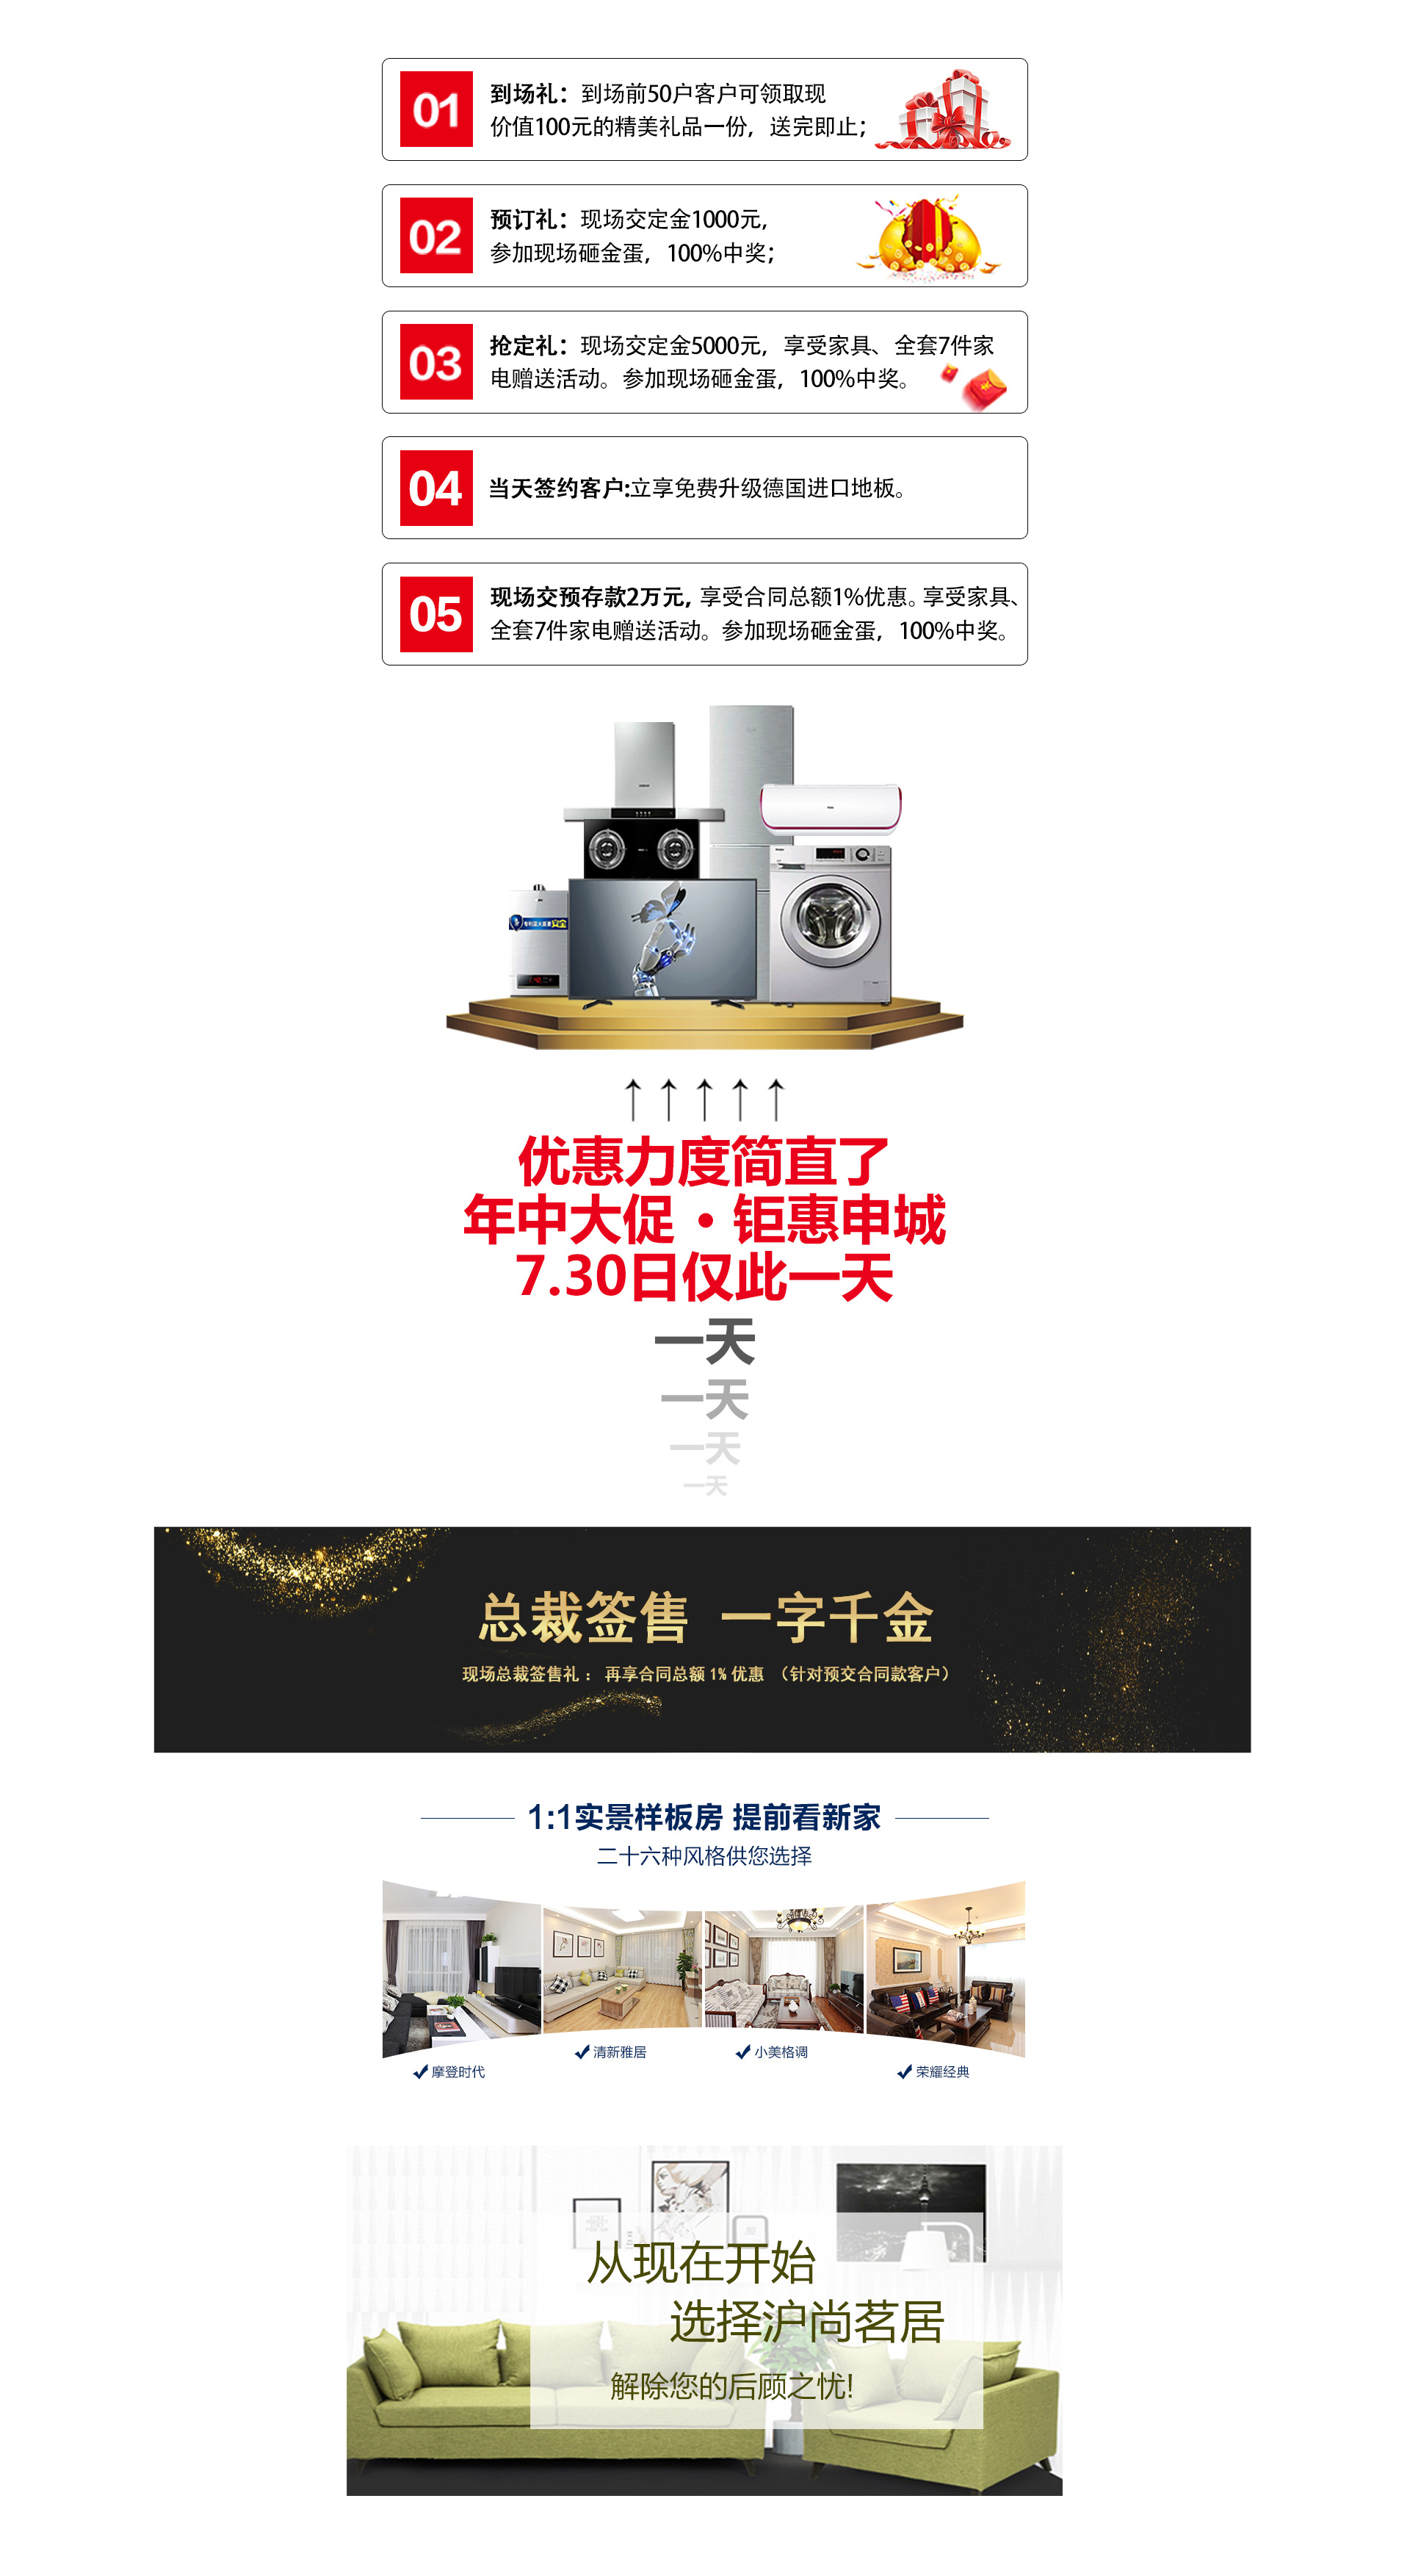 01
到场礼：到场前50户客户可领取现
价值100元的精美礼品一份，送完即止；
02
预订礼：现场交定金1000元，
参加现场砸金蛋，100%中奖；
03
抢定礼：现场交定金5000元，享受家具、全套7件家
电赠送活动。参加现场砸金蛋，100%中奖。
04
当天签约客户:立享免费升级德国进口地板。
05
现场交预存款2万元，享受合同总额1%优惠。享受家具、
全套7件家电赠送活动。参加现场砸金蛋，100%中奖。
优惠力度简直了
年中大促·钜惠申城
7.30日仅此一天
一天
一天
一天
一天
总裁签售 一字千金
现场总裁签售礼：再享合同总额1%优惠（针对预交合同款客户）
1:1实景样板房 提前看新家
二十六种风格供您选择
清新雅居
小美格调
摩登时代
荣耀经典
从现在开始
选择沪尚茗居
解除您的后顾之忧!